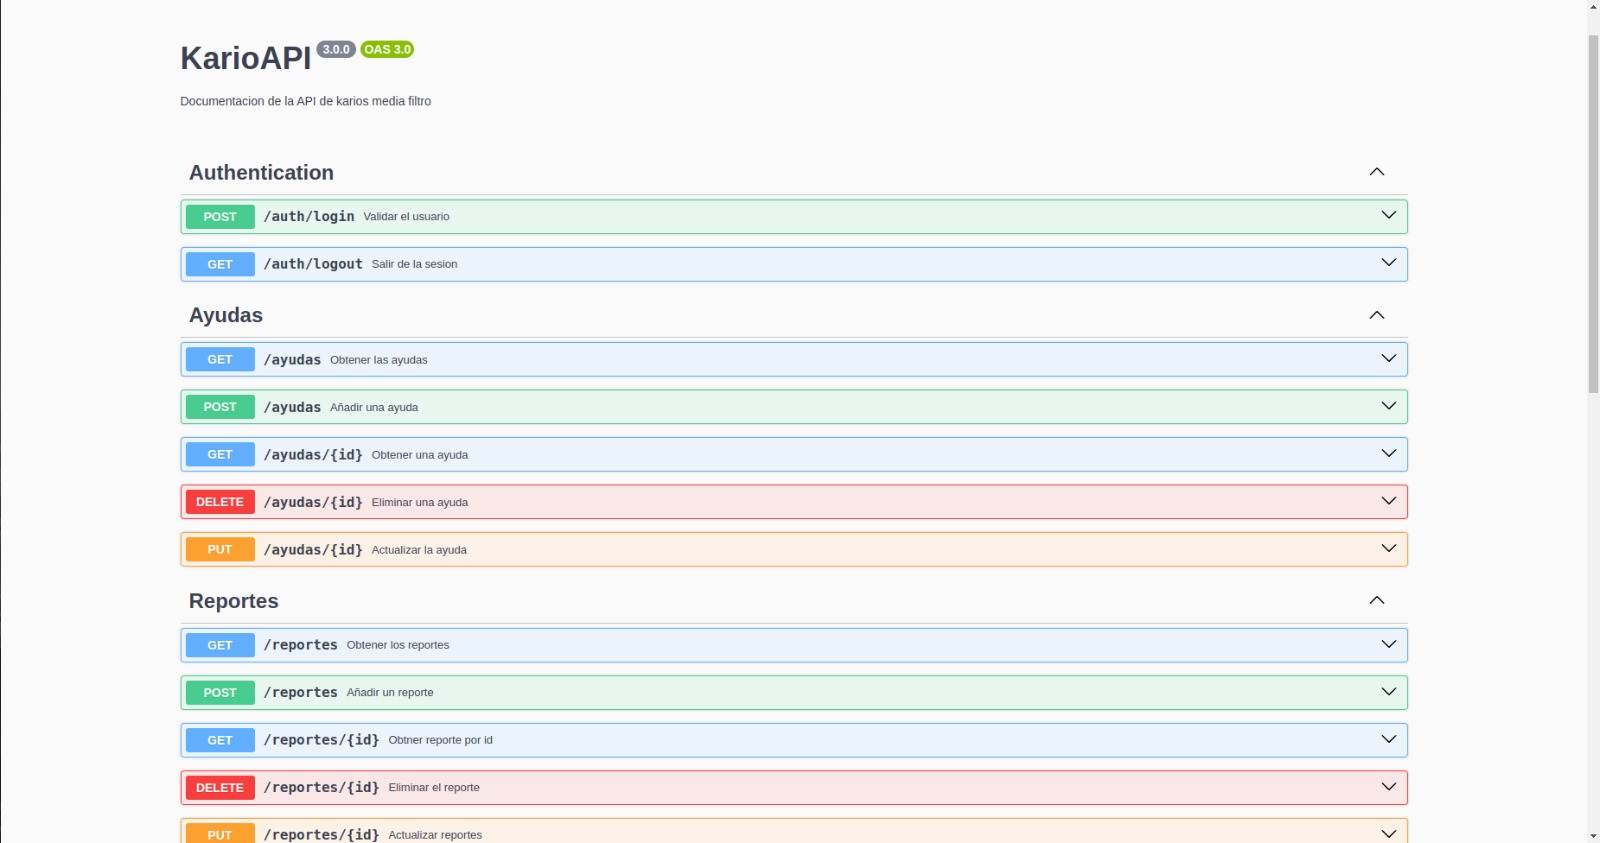 KarioAPI 3.0.0 OAS 3.0
Documentacion de la API de karios media filtro
Authentication
POST /auth/login Validar el usuario
GET /auth/logout Salir de la sesion
Ayudas
GET /ayudas Obtener las ayudas
POST /ayudas Añadir una ayuda
GET /ayudas/{id} Obtener una ayuda
DELETE /ayudas/{id} Eliminar una ayuda
PUT /ayudas/{id} Actualizar la ayuda
Reportes
GET /reportes Obtener los reportes
POST /reportes Añadir un reporte
GET /reportes/{id} Obtner reporte por id
DELETE /reportes/{id} Eliminar el reporte
PUT /reportes/{id} Actualizar reportes